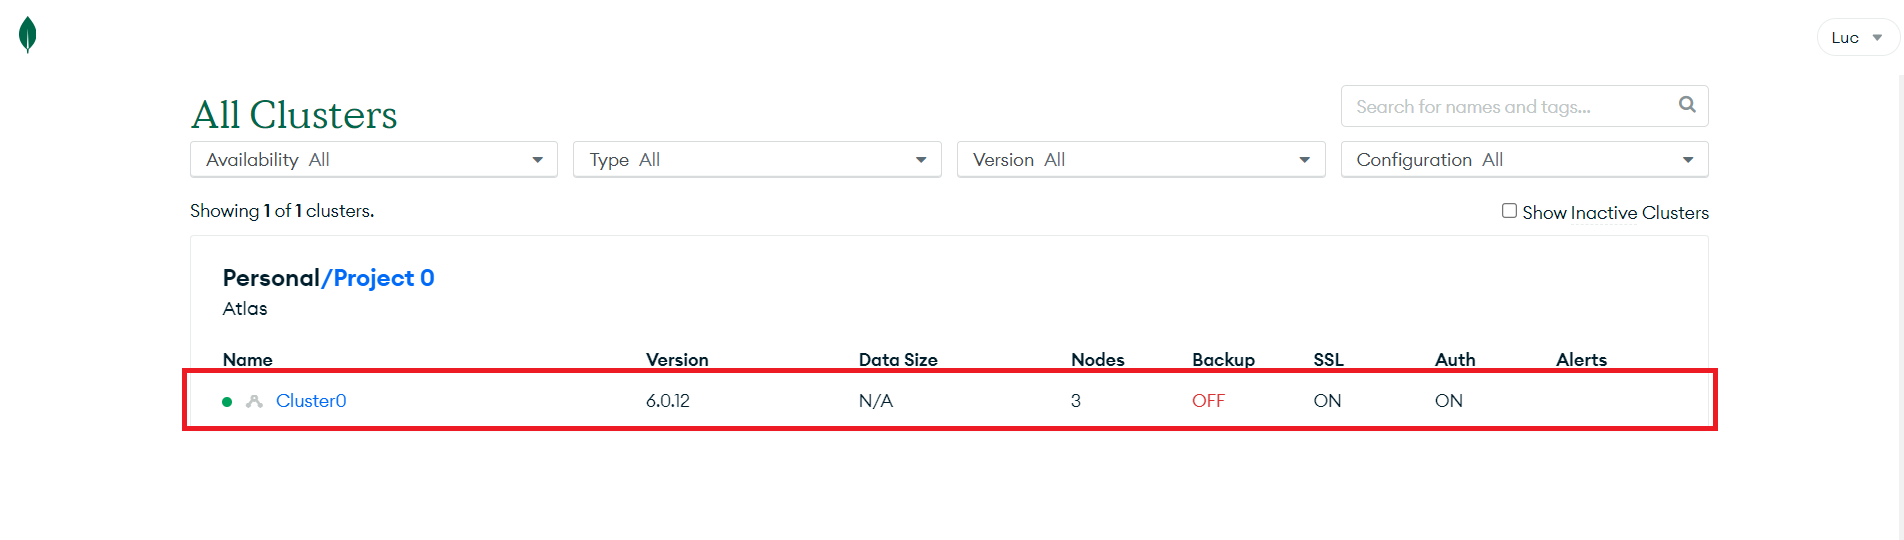 Luc
All Clusters
Search for names and tags...
Availability All
Type All
Version All
Configuration All
Showing 1 of 1 clusters.
Show Inactive Clusters
Personal/Project 0
Atlas
Name Version Data Size Nodes Backup SSL Auth Alerts
Cluster0 6.0.12 N/A 3 OFF ON ON